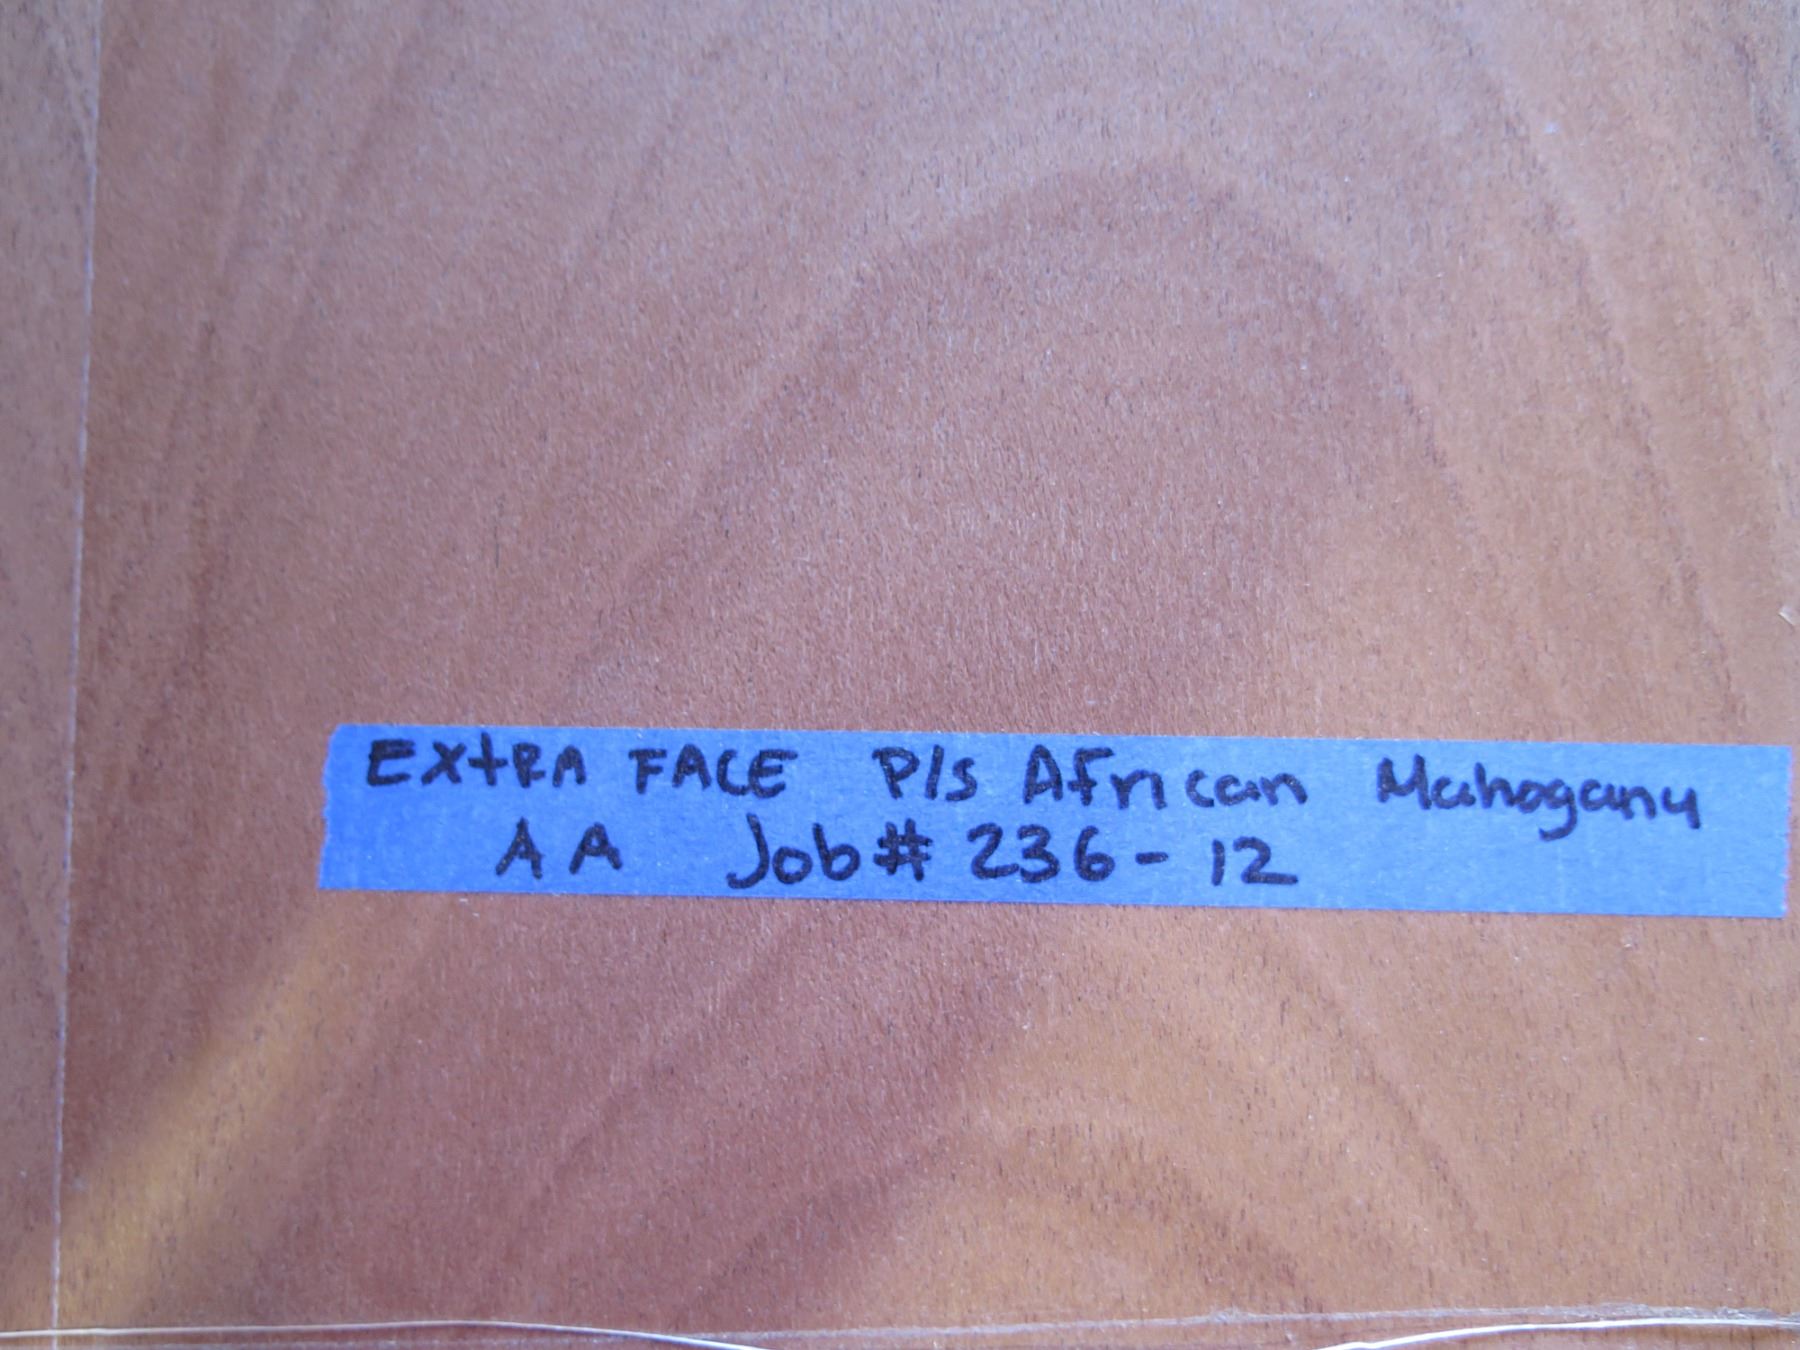 EXtRA FACE P/s African Mahogany
AA Job# 236-12